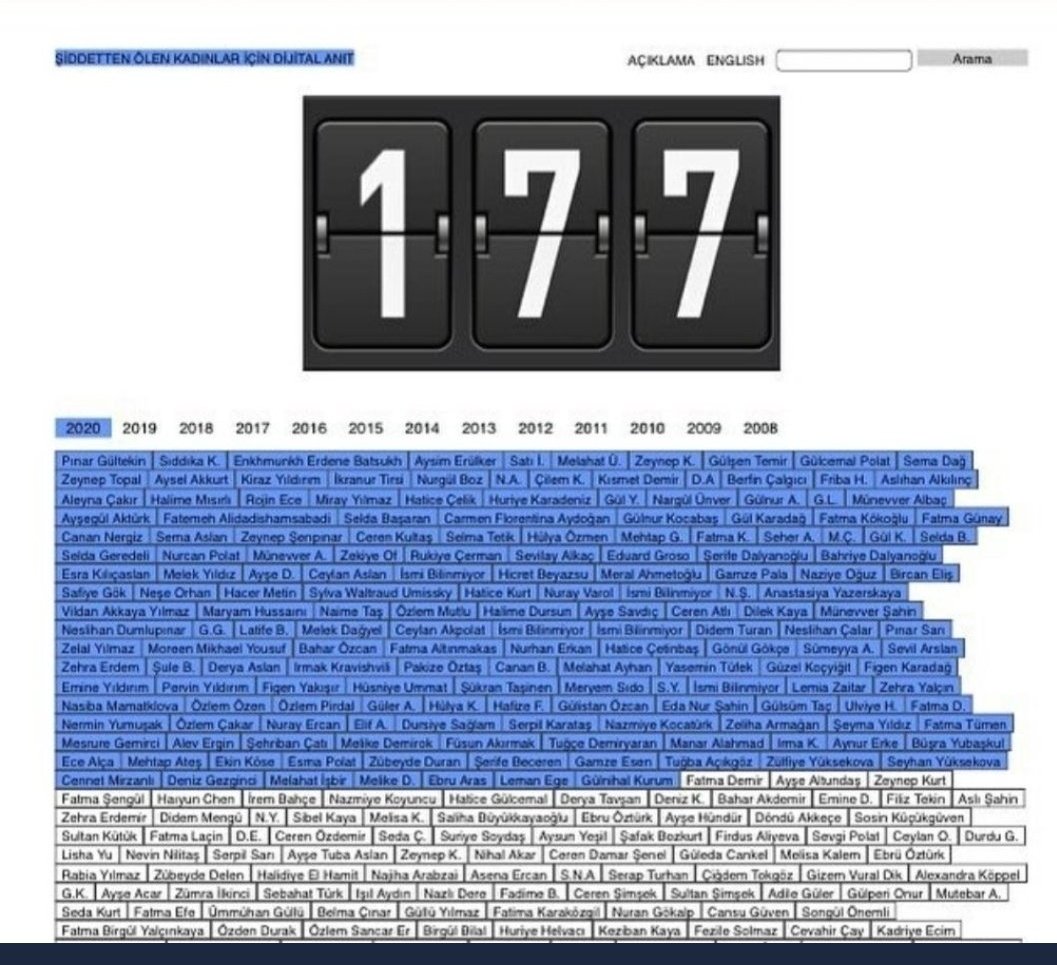 ŞİDDETTEN ÖLEN KADINLAR İÇİN DİJİTAL ANIT
AÇIKLAMA ENGLISH Arama
177
2020 2019 2018 2017 2016 2015 2014 2013 2012 2011 2010 2009 2008
Pınar Gültekin Sıddıka K. Enkhmunkh Erdene Batsukh Aysim Erülker Satı İ. Melahat Ü. Zeynep K. Gülşen Temir Gülcemal Polat Sema Dağ
Zeynep Topal Aysel Akkurt Kiraz Yıldırım İkranur Tirsi Nurgül Boz N.A. Çilem K. Kısmet Demir D.A Berfin Çalgıcı Friba H. Aslıhan Alkılınç
Aleyna Çakır Halime Mısırlı Rojin Ece Miray Yılmaz Hatice Çelik Huriye Karadeniz Gül Y. Nargül Ünver Gülnur A. G.L. Münevver Albaç
Ayşegül Aktürk Fatemeh Alidadishamsabadi Selda Başaran Carmen Florentina Aydoğan Gülnur Kocabaş Gül Karadağ Fatma Kökoğlu Fatma Günay
Canan Nergiz Sema Aslan Zeynep Şenpınar Ceren Kultaş Selma Tetik Hülya Özmen Mehtap G. Fatma K. Seher A. M.Ç. Gül K. Selda B.
Selda Geredeli Nurcan Polat Münevver A. Zekiye Of Rukiye Çerman Sevilay Alkaç Eduard Groso Şerife Dalyanoğlu Bahriye Dalyanoğlu
Esra Kılıçaslan Melek Yıldız Ayşe D. Ceylan Aslan İsmi Bilinmiyor Hicret Beyazsu Meral Ahmetoğlu Gamze Pala Naziye Oğuz Bircan Eliş
Safiye Gök Neşe Orhan Hacer Metin Sylva Waltraud Umissky Hatice Kurt Nuray Varol İsmi Bilinmiyor N.Ş. Anastasiya Yazerskaya
Vildan Akkaya Yılmaz Maryam Hussaini Naime Taş Özlem Mutlu Halime Dursun Ayşe Savdıç Ceren Atlı Dilek Kaya Münevver Şahin
Neslihan Dumlupınar G.G. Latife B. Melek Dağyel Ceylan Akpolat İsmi Bilinmiyor İsmi Bilinmiyor Didem Turan Neslihan Çalar Pınar Sarı
Zelal Yılmaz Moreen Mikhael Yousuf Bahar Özcan Fatma Altınmakas Nurhan Erkan Hatice Çetinbaş Gönül Gökçe Sümeyya A. Sevil Arslan
Zehra Erdem Şule B. Derya Aslan Irmak Kravishvili Pakize Öztaş Canan B. Melahat Ayhan Yasemin Tütek Güzel Koçyiğit Figen Karadağ
Emine Yıldırım Pervin Yıldırım Figen Yakışır Hüsniye Ummat Şükran Taşinen Meryem Sıdo S.Y. İsmi Bilinmiyor Lemia Zaitar Zehra Yalçın
Nasiba Mamatklova Özlem Özen Özlem Pirdal Güler A. Hülya K. Hafize F. Gülistan Özcan Eda Nur Şahin Gülsüm Taç Ulviye H. Fatma D.
Nermin Yumuşak Özlem Çakar Nuray Ercan Elif A. Dursiye Sağlam Serpil Karataş Nazmiye Kocatürk Zeliha Armağan Şeyma Yıldız Fatma Tümen
Mesrure Gemirci Alev Ergin Şehriban Çatı Melike Demirok Füsun Akırmak Tuğçe Demiryaran Manar Alahmad Irma K. Aynur Erke Büşra Yubaşkul
Ece Alça Mehtap Ateş Ekin Köse Esma Polat Zübeyde Duran Şerife Beceren Gamze Esen Tuğba Açıkgöz Zülfiye Yüksekova Seyhan Yüksekova
Cennet Mirzanlı Deniz Gezginci Melahat İşbir Melike D. Ebru Aras Leman Ege Gülnihal Kurum Fatma Demir Ayşe Altundaş Zeynep Kurt
Fatma Şengül Haiyun Chen İrem Bahçe Nazmiye Koyuncu Hatice Gülcemal Derya Tavşan Deniz K. Bahar Akdemir Emine D. Filiz Tekin Aslı Şahin
Zehra Erdemir Didem Mengü N.Y. Sibel Kaya Melisa K. Saliha Büyükkayaoğlu Ebru Öztürk Ayşe Hündür Döndü Akkeçe Sosin Küçükgüven
Sultan Kütük Fatma Laçin D.E. Ceren Özdemir Seda Ç. Suriye Soydaş Aysun Yeşil Şafak Bozkurt Firdus Aliyeva Sevgi Polat Ceylan O. Durdu G.
Lisha Yu Nevin Nilitaş Serpil Sarı Ayşe Tuba Aslan Zeynep K. Nihal Akar Ceren Damar Şenel Güleda Cankel Melisa Kalem Ebrü Öztürk
Rabia Yılmaz Zübeyde Delen Halidiye El Hamit Najiha Arabzai Asena Ercan S.N.A Serap Turhan Çiğdem Tokgöz Gizem Vural Dik Alexandra Köppel
G.K. Ayşe Acar Zümra İkinci Sebahat Türk Işıl Aydın Nazlı Dere Fadime B. Ceren Şimşek Sultan Şimşek Adile Güler Gülperi Onur Mutebar A.
Seda Kurt Fatma Efe Ümmühan Güllü Belma Çınar Güllü Yılmaz Fatima Karaközgil Nuran Gökalp Cansu Güven Songül Önemli
Fatma Birgül Yalçınkaya Özden Durak Özlem Sancar Er Birgül Bilal Huriye Helvacı Keziban Kaya Fezile Solmaz Cevahir Çay Kadriye Ecim